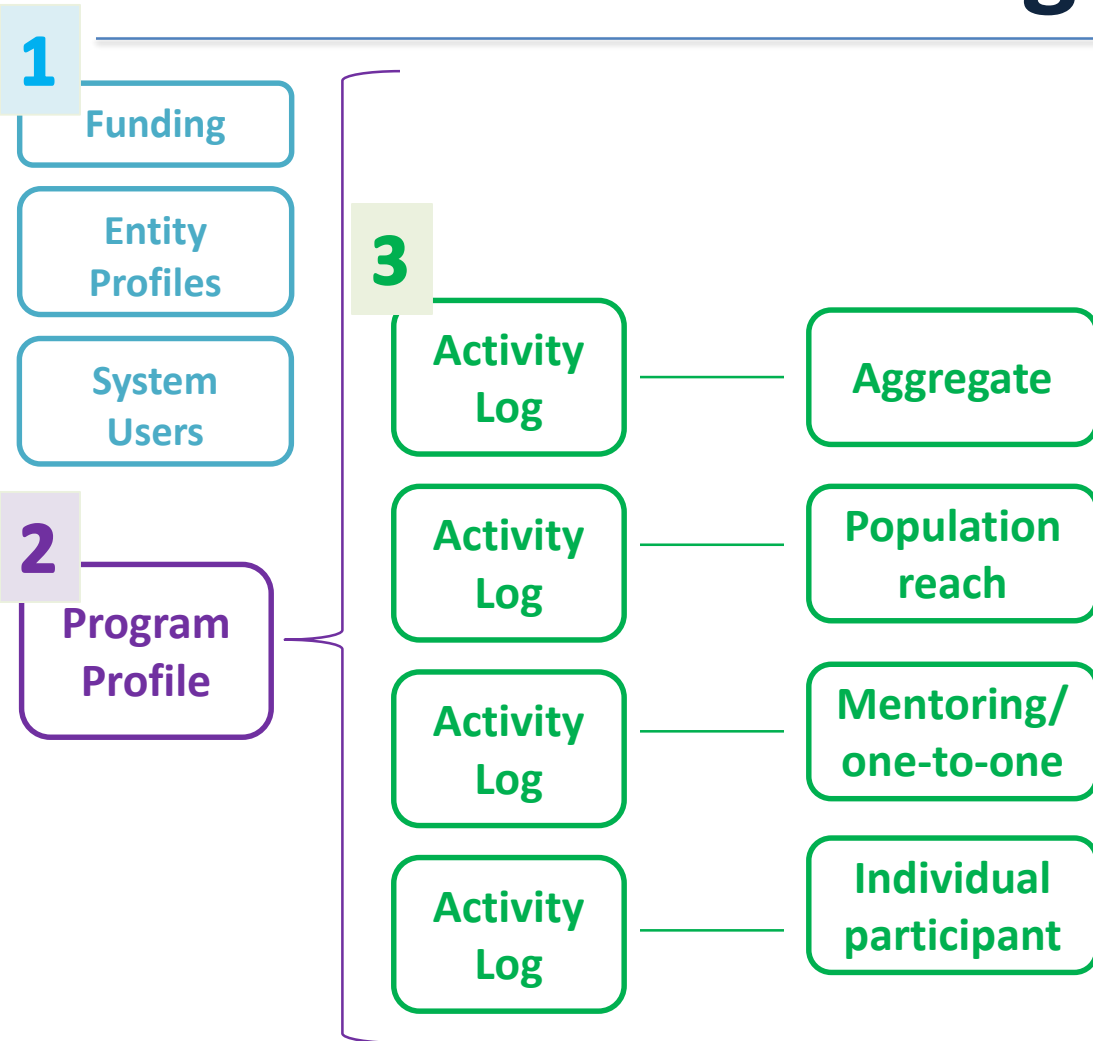 1
Funding
Entity
Profiles
System
Users
2
Program
Profile
3
Activity
Log
Aggregate
Activity
Log
Population
reach
Activity
Log
Mentoring/
one-to-one
Activity
Log
Individual
participant